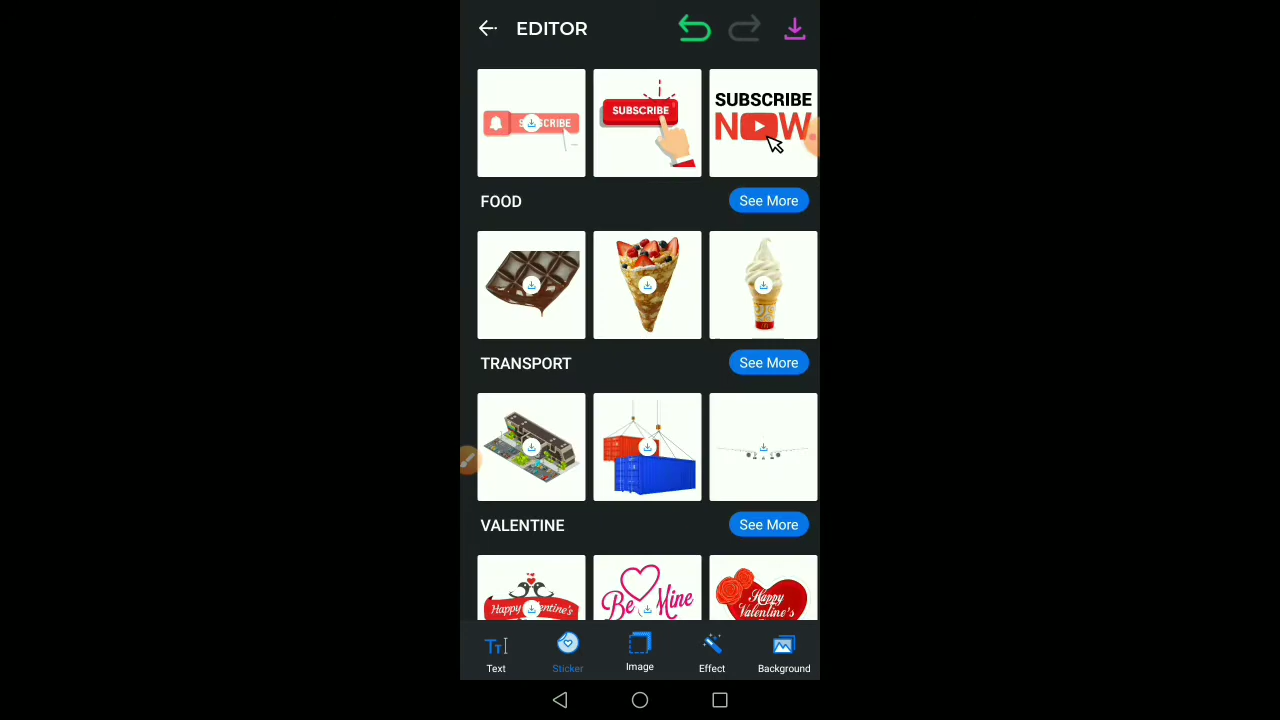 EDITOR
SUBSCRIBE
SUBSCRIBE
SUBSCRIBE
NOW
FOOD
See More
TRANSPORT
See More
VALENTINE
See More
Happy Valentine's
Be Mine
Happy
Valentine's
Text
Sticker
Image
Effect
Background